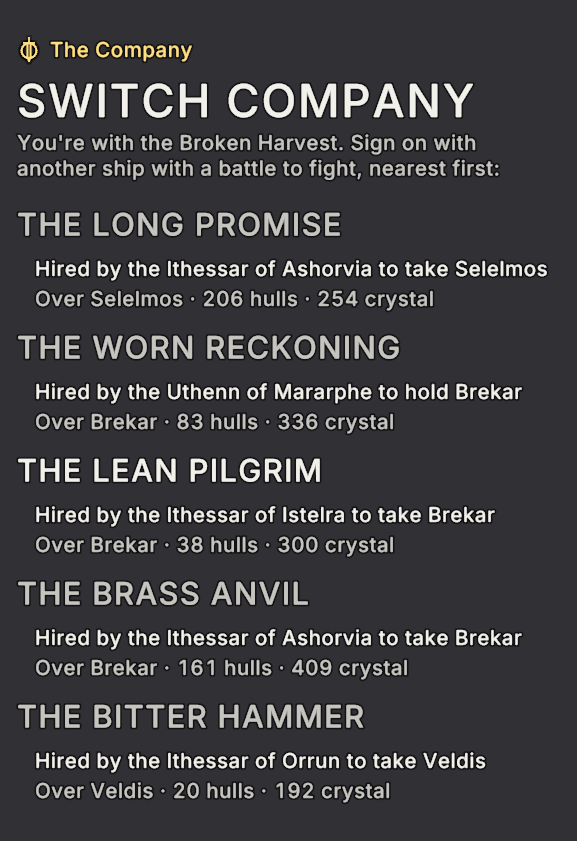 The Company
SWITCH COMPANY
You're with the Broken Harvest. Sign on with
another ship with a battle to fight, nearest first:
THE LONG PROMISE
Hired by the Ithessar of Ashorvia to take Selelmos
Over Selelmos · 206 hulls · 254 crystal
THE WORN RECKONING
Hired by the Uthenn of Mararphe to hold Brekar
Over Brekar · 83 hulls · 336 crystal
THE LEAN PILGRIM
Hired by the Ithessar of Istelra to take Brekar
Over Brekar · 38 hulls · 300 crystal
THE BRASS ANVIL
Hired by the Ithessar of Ashorvia to take Brekar
Over Brekar · 161 hulls · 409 crystal
THE BITTER HAMMER
Hired by the Ithessar of Orrun to take Veldis
Over Veldis · 20 hulls · 192 crystal